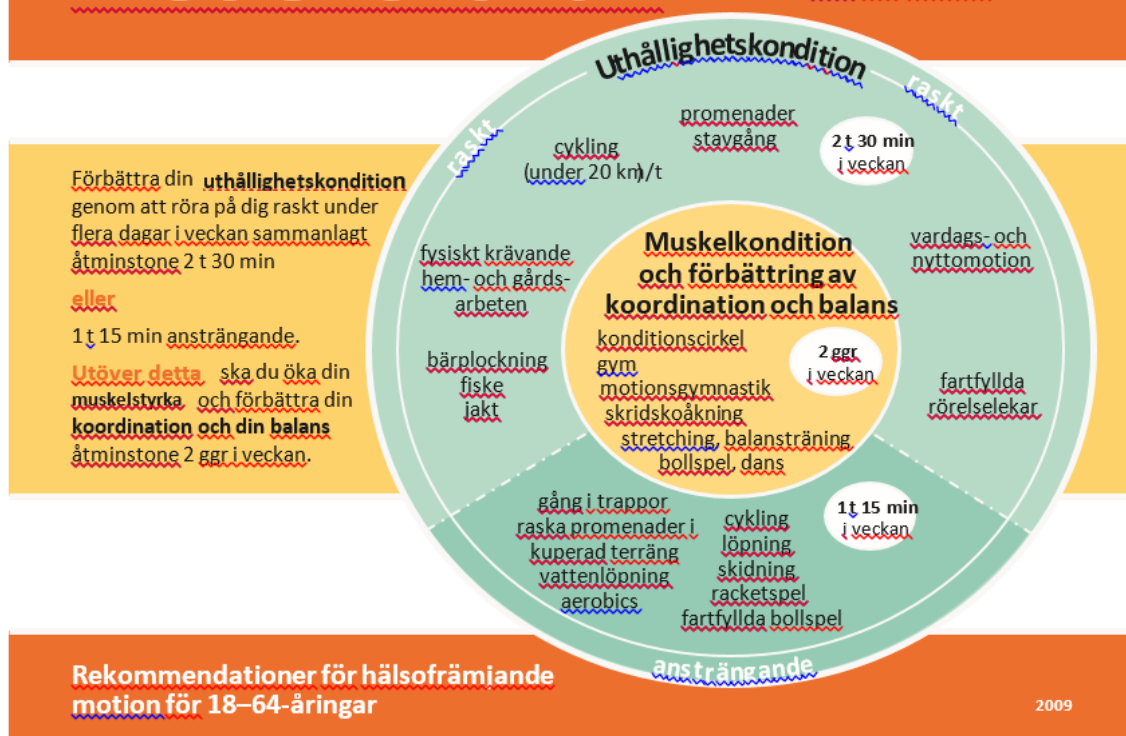 Uthållighetskondition
raskt
raskt
promenader
stavgång
cykling
(under 20 km/t
2 t 30 min
i veckan
Förbättra din uthållighetskondition
genom att röra på dig raskt under
flera dagar i veckan sammanlagt
åtminstone 2 t 30 min
eller
1 t 15 min ansträngande.
Utöver detta ska du öka din
muskelstyrka och förbättra din
koordination och din balans
åtminstone 2 ggr i veckan.
fysiskt krävande
hem- och gårds-
arbeten
bärplockning
fiske
jakt
Muskelkondition
och förbättring av
koordination och balans
konditionscirkel
gym
motionsgymnastik
skridskoåkning
stretching, balansträning
bollspel, dans
2 ggr
i veckan
vardags- och
nyttomotion
fartfyllda
rörelselekar
gång i trappor
raska promenader i
kuperad terräng
vattenlöpning
aerobics
cykling
löpning
skidning
racketspel
fartfyllda bollspel
1 t 15 min
i veckan
ansträngande
Rekommendationer för hälsofrämjande
motion för 18–64-åringar
2009